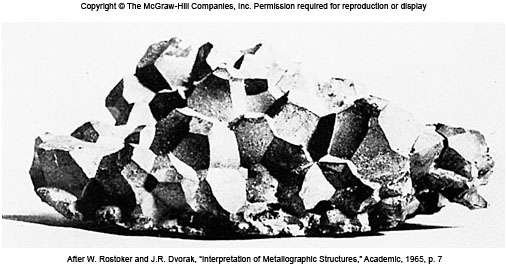 Copyright © The McGraw-Hill Companies, Inc. Permission required for reproduction or display
After W. Rostoker and J.R. Dvorak, "Interpretation of Metallographic Structures," Academic, 1965, p. 7